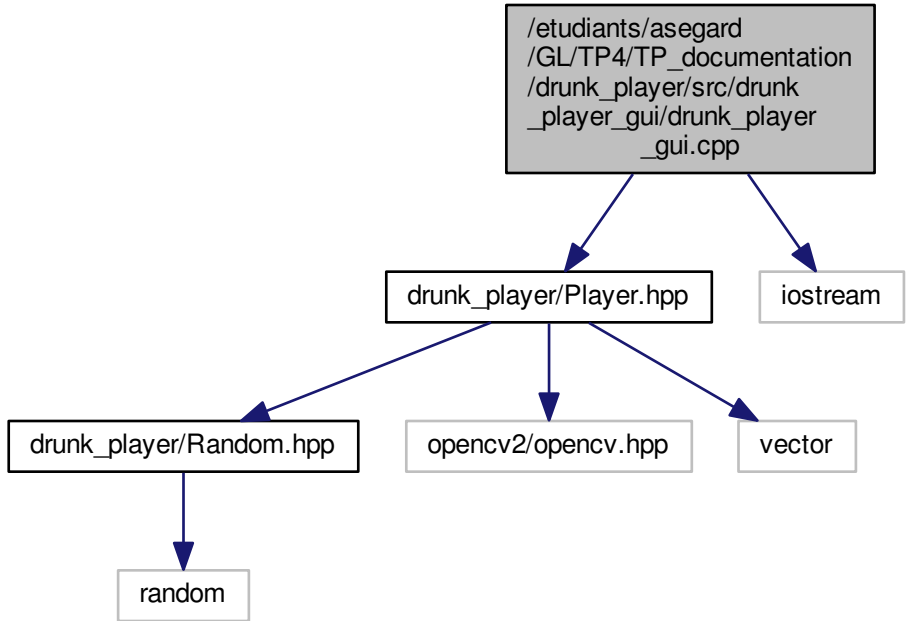 /etudiants/asegard
/GL/TP4/TP_documentation
/drunk_player/src/drunk
_player_gui/drunk_player
_gui.cpp
drunk_player/Player.hpp
iostream
drunk_player/Random.hpp
opencv2/opencv.hpp
vector
random